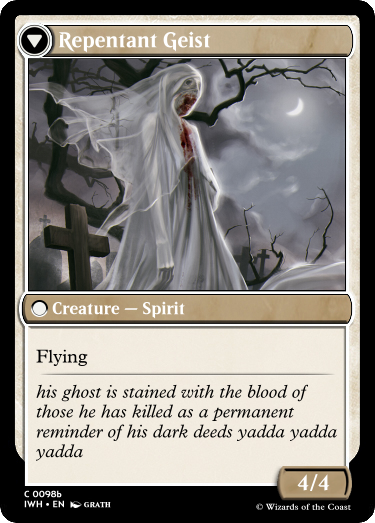 Repentant Geist
Creature — Spirit
Flying
his ghost is stained with the blood of
those he has killed as a permanent
reminder of his dark deeds yadda yadda
yadda
4/4
C 0098b
IWH • EN GRATH
© Wizards of the Coast